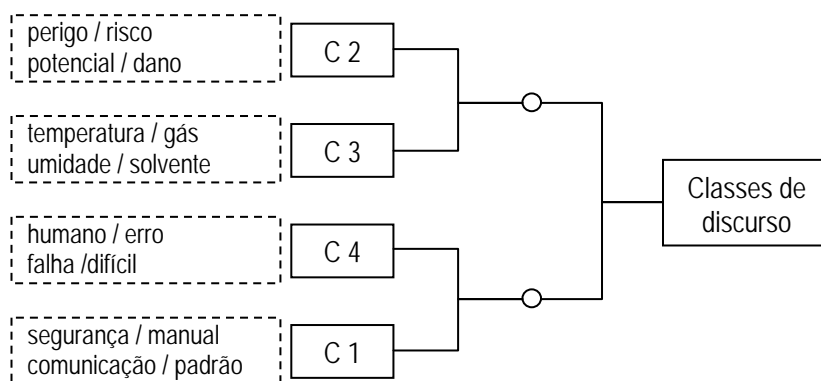 perigo / risco
potencial / dano
C 2
temperatura / gás
umidade / solvente
C 3
Classes de
discurso
humano / erro
falha /difícil
C 4
segurança / manual
comunicação / padrão
C 1